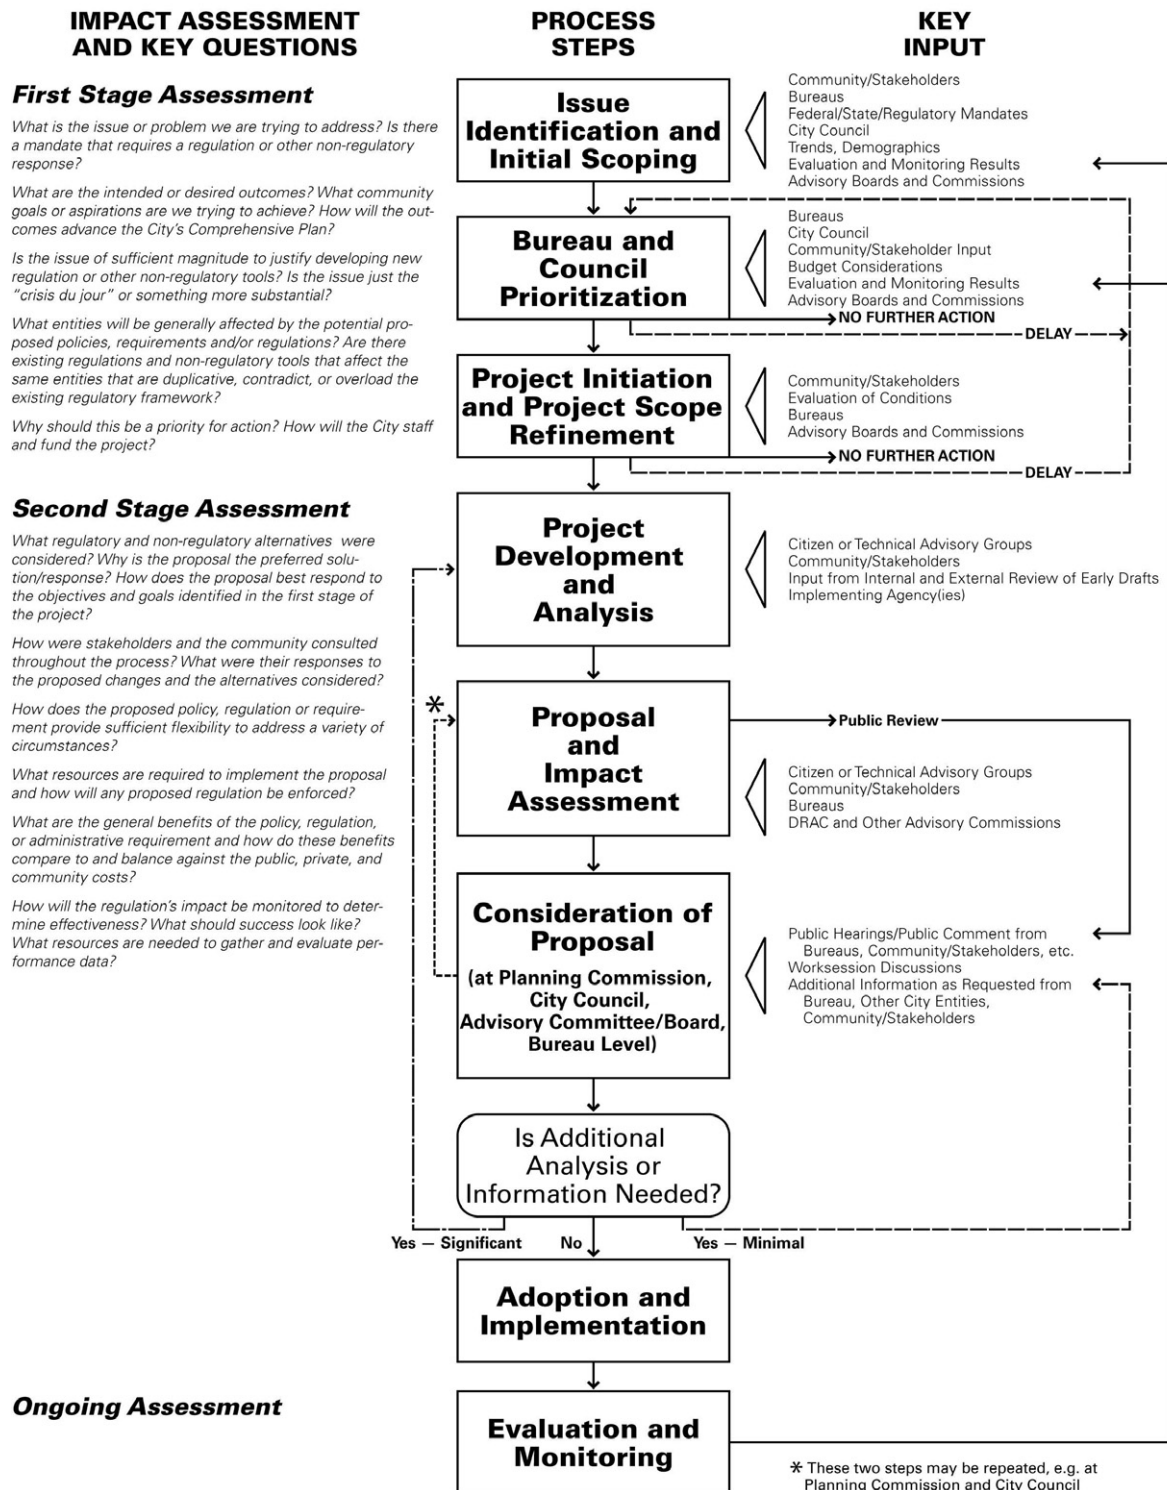 IMPACT ASSESSMENT
AND KEY QUESTIONS
PROCESS
STEPS
KEY
INPUT
First Stage Assessment
What is the issue or problem we are trying to address? Is there
a mandate that requires a regulation or other non-regulatory
response?
What are the intended or desired outcomes? What community
goals or aspirations are we trying to achieve? How will the out-
comes advance the City's Comprehensive Plan?
Is the issue of sufficient magnitude to justify developing new
regulation or other non-regulatory tools? Is the issue just the
"crisis du jour" or something more substantial?
What entities will be generally affected by the potential pro-
posed policies, requirements and/or regulations? Are there
existing regulations and non-regulatory tools that affect the
same entities that are duplicative, contradict, or overload the
existing regulatory framework?
Why should this be a priority for action? How will the City staff
and fund the project?
Issue
Identification and
Initial Scoping
Community/Stakeholders
Bureaus
Federal/State/Regulatory Mandates
City Council
Trends, Demographics
Evaluation and Monitoring Results
Advisory Boards and Commissions
Bureau and
Council
Prioritization
Bureaus
City Council
Community/Stakeholder Input
Budget Considerations
Evaluation and Monitoring Results
Advisory Boards and Commissions
NO FURTHER ACTION
DELAY
Project Initiation
and Project Scope
Refinement
Community/Stakeholders
Evaluation of Conditions
Bureaus
Advisory Boards and Commissions
NO FURTHER ACTION
DELAY
Second Stage Assessment
What regulatory and non-regulatory alternatives were
considered? Why is the proposal the preferred solu-
tion/response? How does the proposal best respond to
the objectives and goals identified in the first stage of
the project?
How were stakeholders and the community consulted
throughout the process? What were their responses to
the proposed changes and the alternatives considered?
How does the proposed policy, regulation or require-
ment provide sufficient flexibility to address a variety of
circumstances?
What resources are required to implement the proposal
and how will any proposed regulation be enforced?
What are the general benefits of the policy, regulation,
or administrative requirement and how do these benefits
compare to and balance against the public, private, and
community costs?
How will the regulation's impact be monitored to deter-
mine effectiveness? What should success look like?
What resources are needed to gather and evaluate per-
formance data?
Project
Development
and
Analysis
Citizen or Technical Advisory Groups
Community/Stakeholders
Input from Internal and External Review of Early Drafts
Implementing Agency(ies)
*
Proposal
and
Impact
Assessment
Public Review
Citizen or Technical Advisory Groups
Community/Stakeholders
Bureaus
DRAC and Other Advisory Commissions
Consideration of
Proposal
(at Planning Commission,
City Council,
Advisory Committee/Board,
Bureau Level)
Public Hearings/Public Comment from
Bureaus, Community/Stakeholders, etc.
Worksession Discussions
Additional Information as Requested from
Bureau, Other City Entities,
Community/Stakeholders
Is Additional
Analysis or
Information Needed?
Yes — Significant
No
Yes — Minimal
Adoption and
Implementation
Ongoing Assessment
Evaluation and
Monitoring
* These two steps may be repeated, e.g. at
Planning Commission and City Council